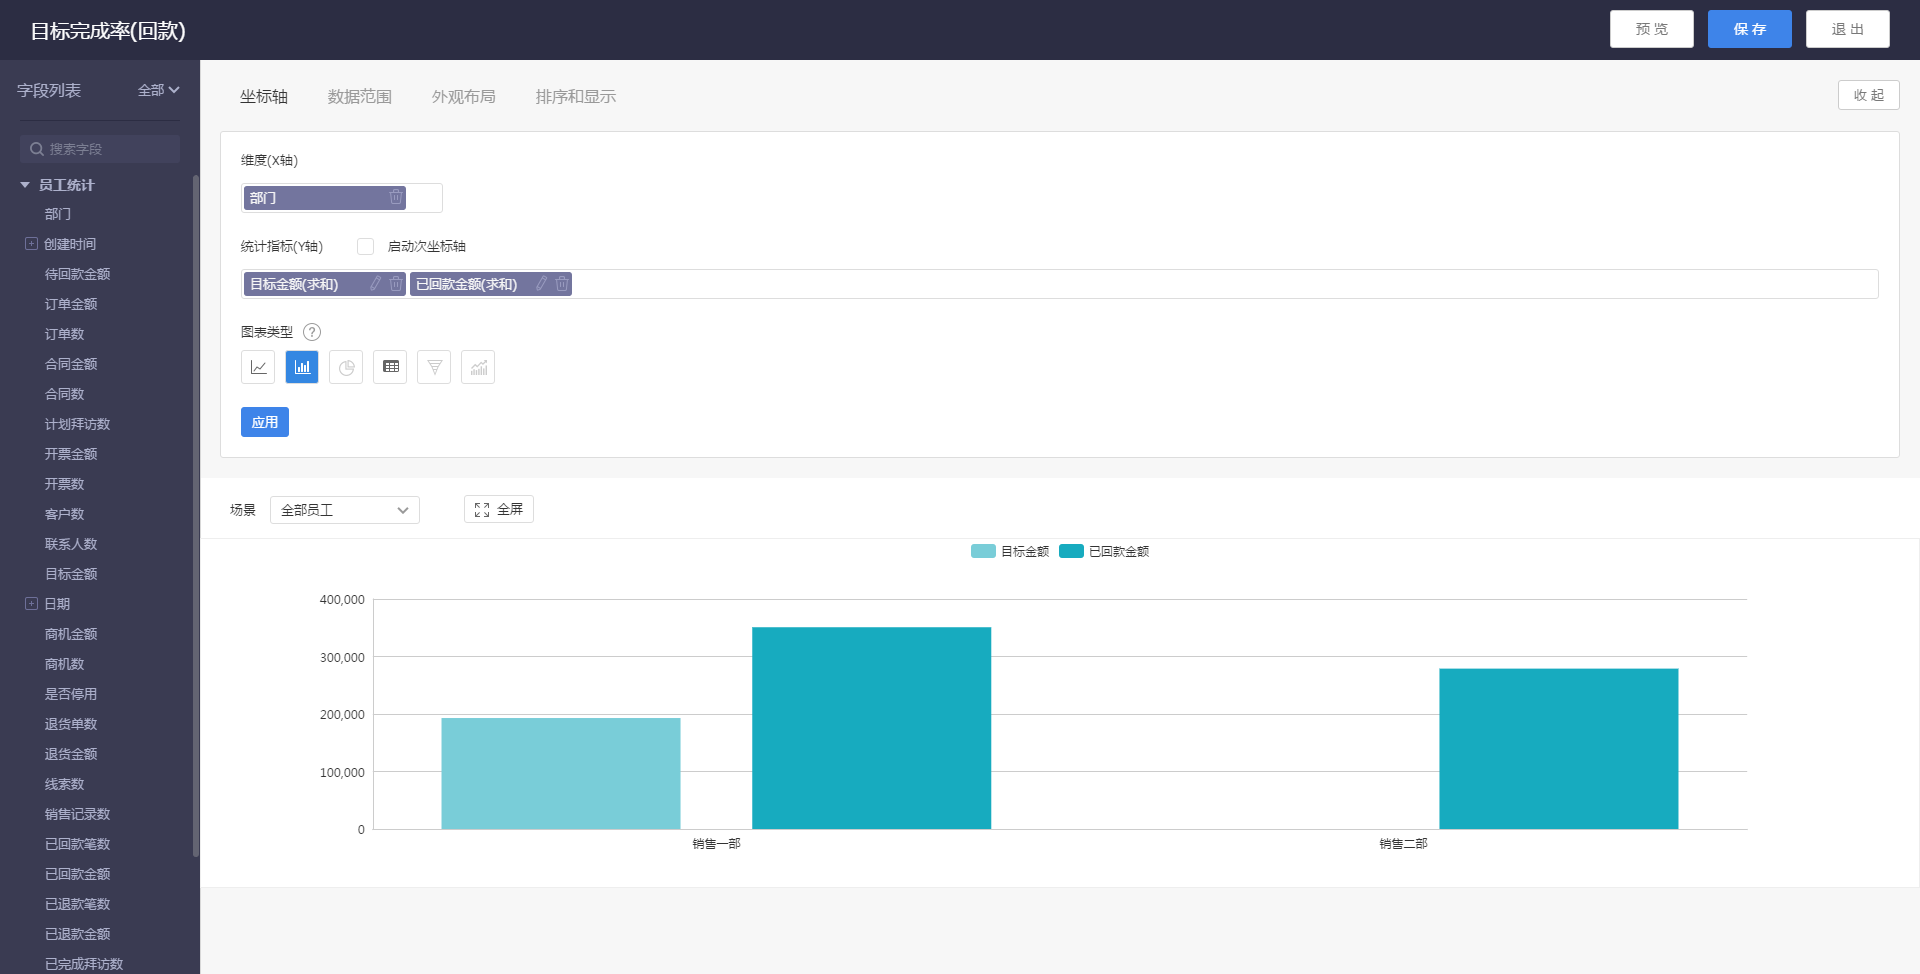 目标完成率(回款)
预 览
保 存
退 出
字段列表
全部
搜索字段
员工统计
部门
创建时间
待回款金额
订单金额
订单数
合同金额
合同数
计划拜访数
开票金额
开票数
客户数
联系人数
目标金额
日期
商机金额
商机数
是否停用
退货单数
退货金额
线索数
销售记录数
已回款笔数
已回款金额
已退款笔数
已退款金额
已完成拜访数
坐标轴
数据范围
外观布局
排序和显示
收 起
维度(X轴)
部门
统计指标(Y轴)
启动次坐标轴
目标金额(求和)
已回款金额(求和)
图表类型 ?
应用
场景
全部员工
全屏
目标金额
已回款金额
400,000
300,000
200,000
100,000
0
销售一部
销售二部